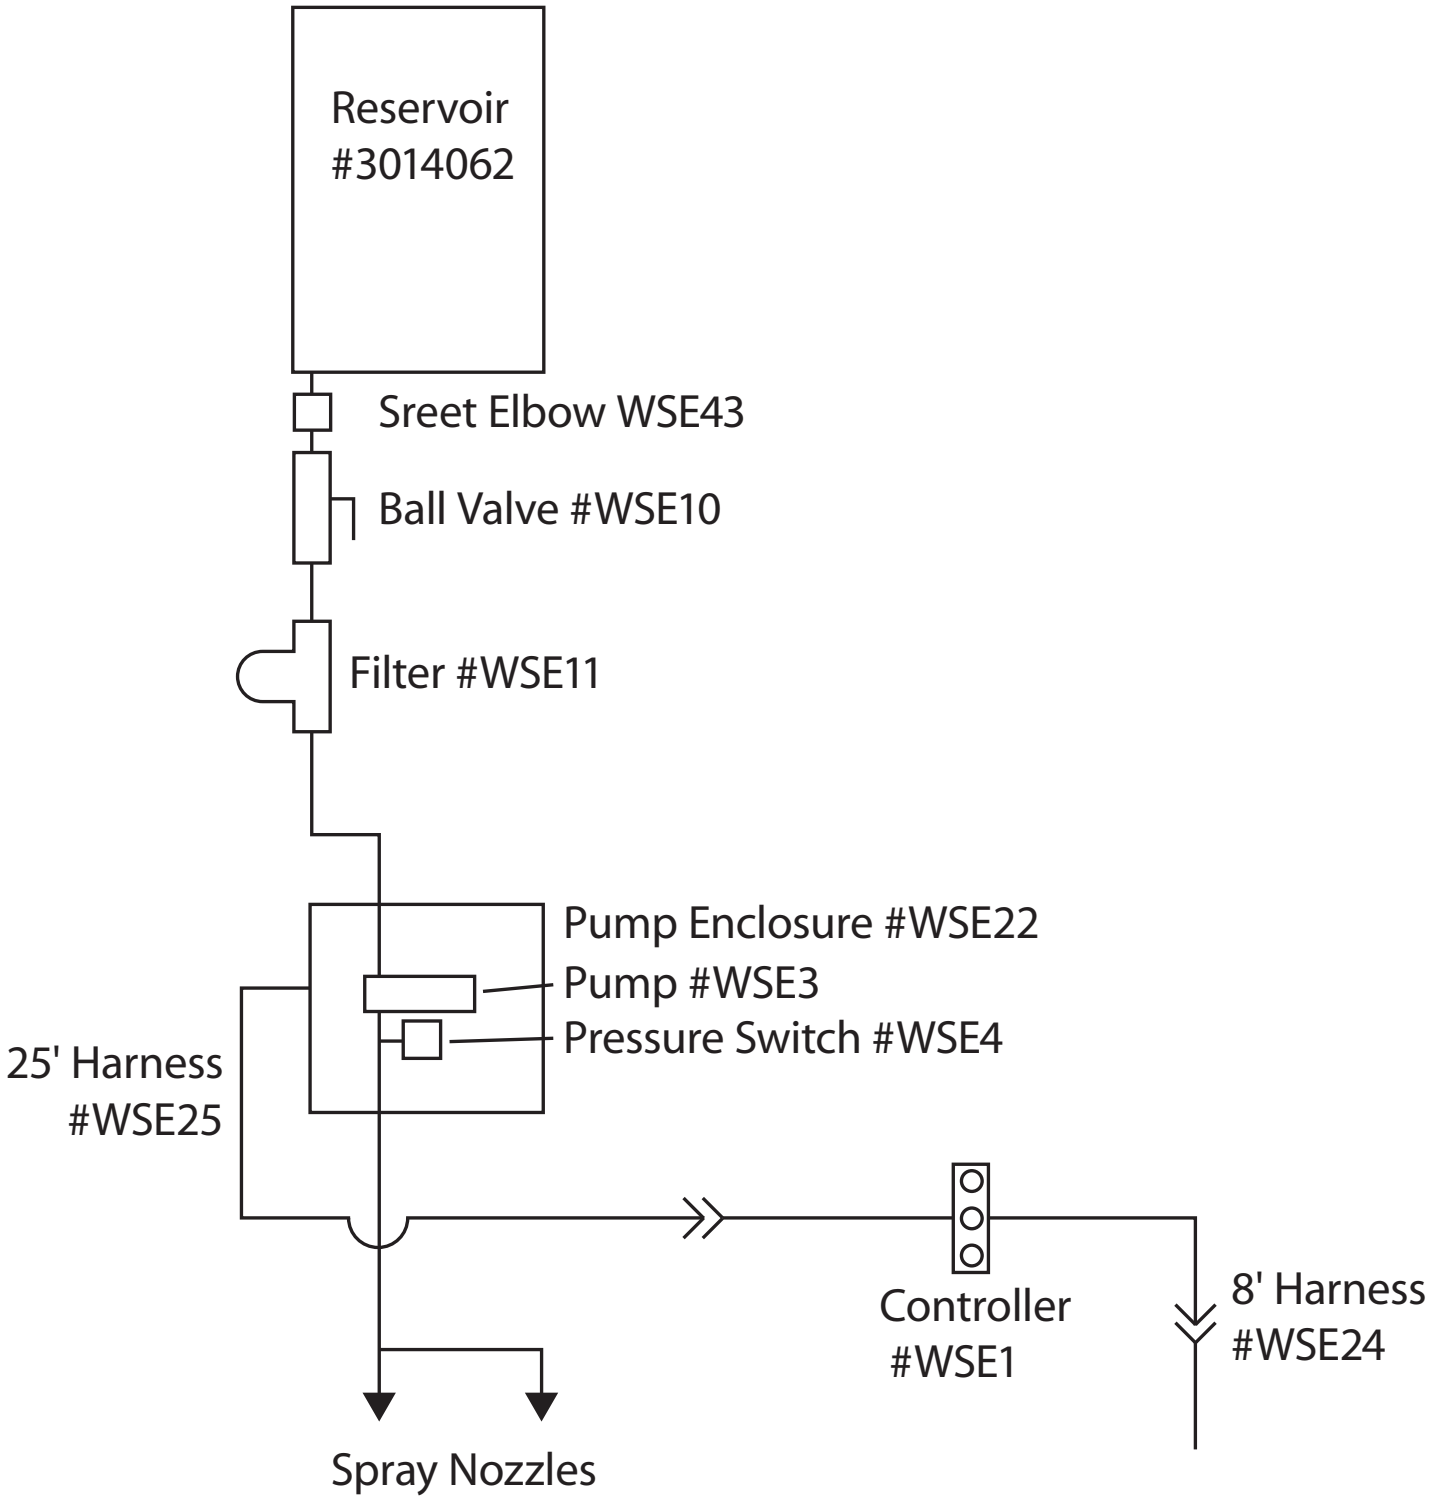 Reservoir
#3014062
Sreet Elbow WSE43
Ball Valve #WSE10
Filter #WSE11
Pump Enclosure #WSE22
Pump #WSE3
Pressure Switch #WSE4
25' Harness
#WSE25
Controller
#WSE1
8' Harness
#WSE24
Spray Nozzles